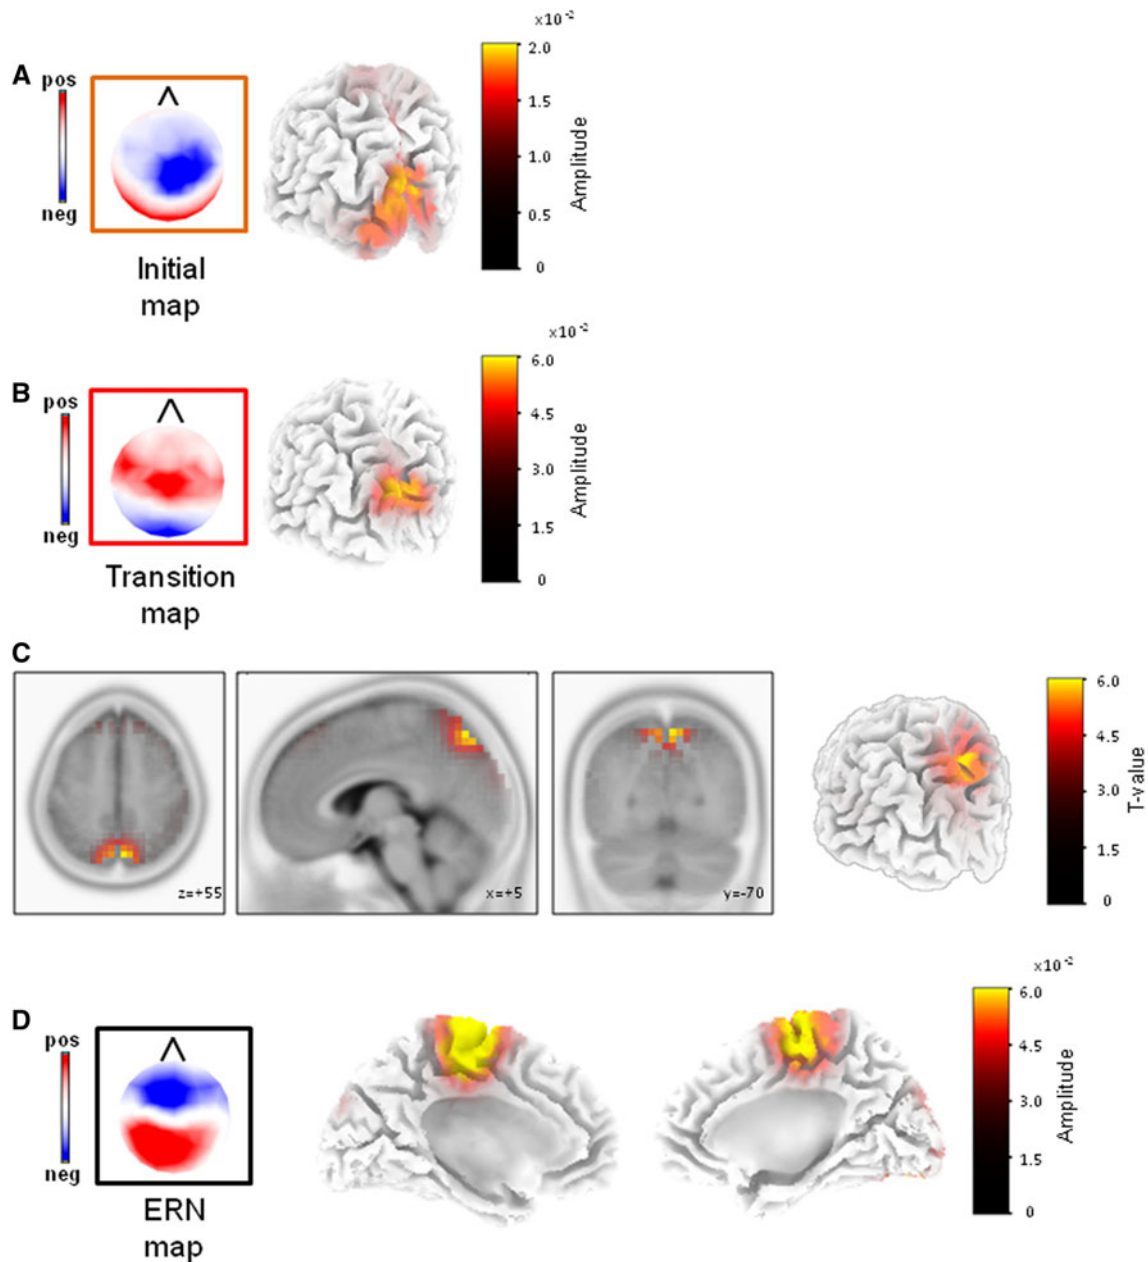 A
pos
neg
Initial
map
x10⁻²
2.0
1.5
1.0
0.5
0
Amplitude
B
pos
neg
Transition
map
x10⁻²
6.0
4.5
3.0
1.5
0
Amplitude
C
z=+55
x=+5
y=-70
6.0
4.5
3.0
1.5
0
T-value
D
pos
neg
ERN
map
x10⁻²
6.0
4.5
3.0
1.5
0
Amplitude